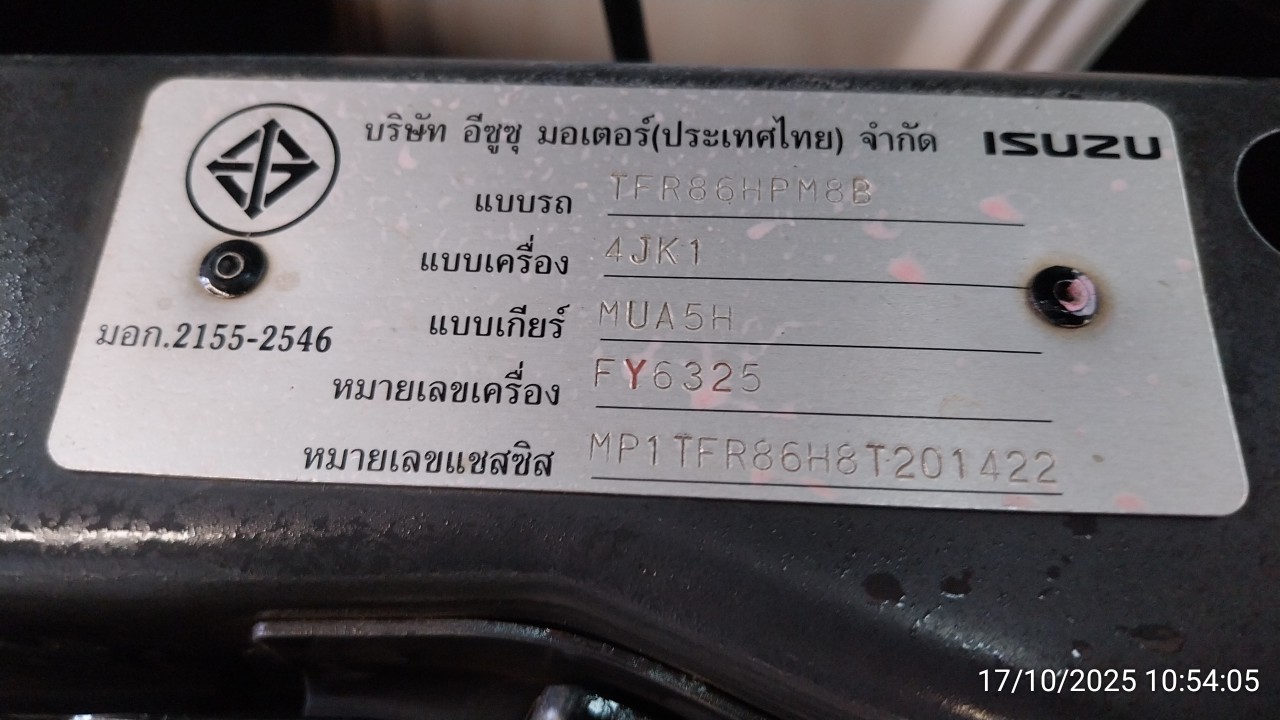 บริษัท อีซูซุ มอเตอร์(ประเทศไทย) จำกัด ISUZU
แบบรถ TFR86HPM8B
แบบเครื่อง 4JK1
แบบเกียร์ MUA5H
มอก.2155-2546
หมายเลขเครื่อง FY6325
หมายเลขแชสซิส MP1TFR86H8T201422
17/10/2025 10:54:05